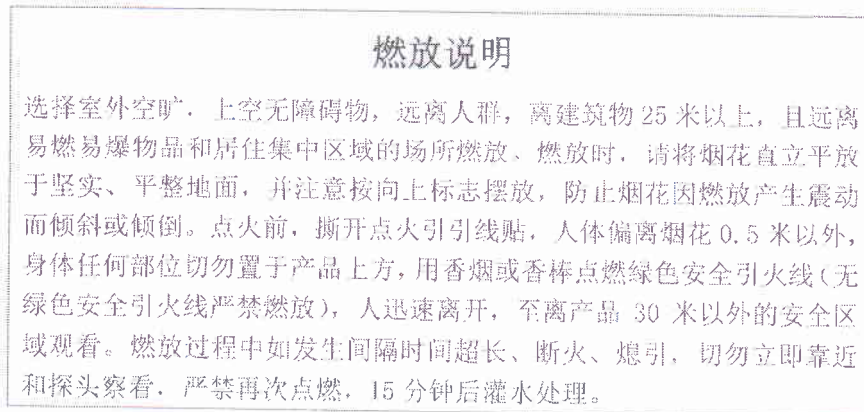 燃放说明
选择室外空旷．上空无障碍物，远离人群，离建筑物25米以上，且远离
易燃易爆物品和居住集中区域的场所燃放、燃放时．请将烟花直立平放
于坚实、平整地面，并注意按向上标志摆放，防止烟花因燃放产生震动
而倾斜或倾倒。点火前，撕开点火引引线贴，人体偏离烟花0.5米以外，
身体任何部位切勿置于产品上方，用香烟或香棒点燃绿色安全引火线（无
绿色安全引火线严禁燃放），人迅速离开，至离产品 30 米以外的安全区
域观看。燃放过程中如发生间隔时间超长、断火、熄引，切勿立即靠近
和探头察看．严禁再次点燃．15分钟后灌水处理。